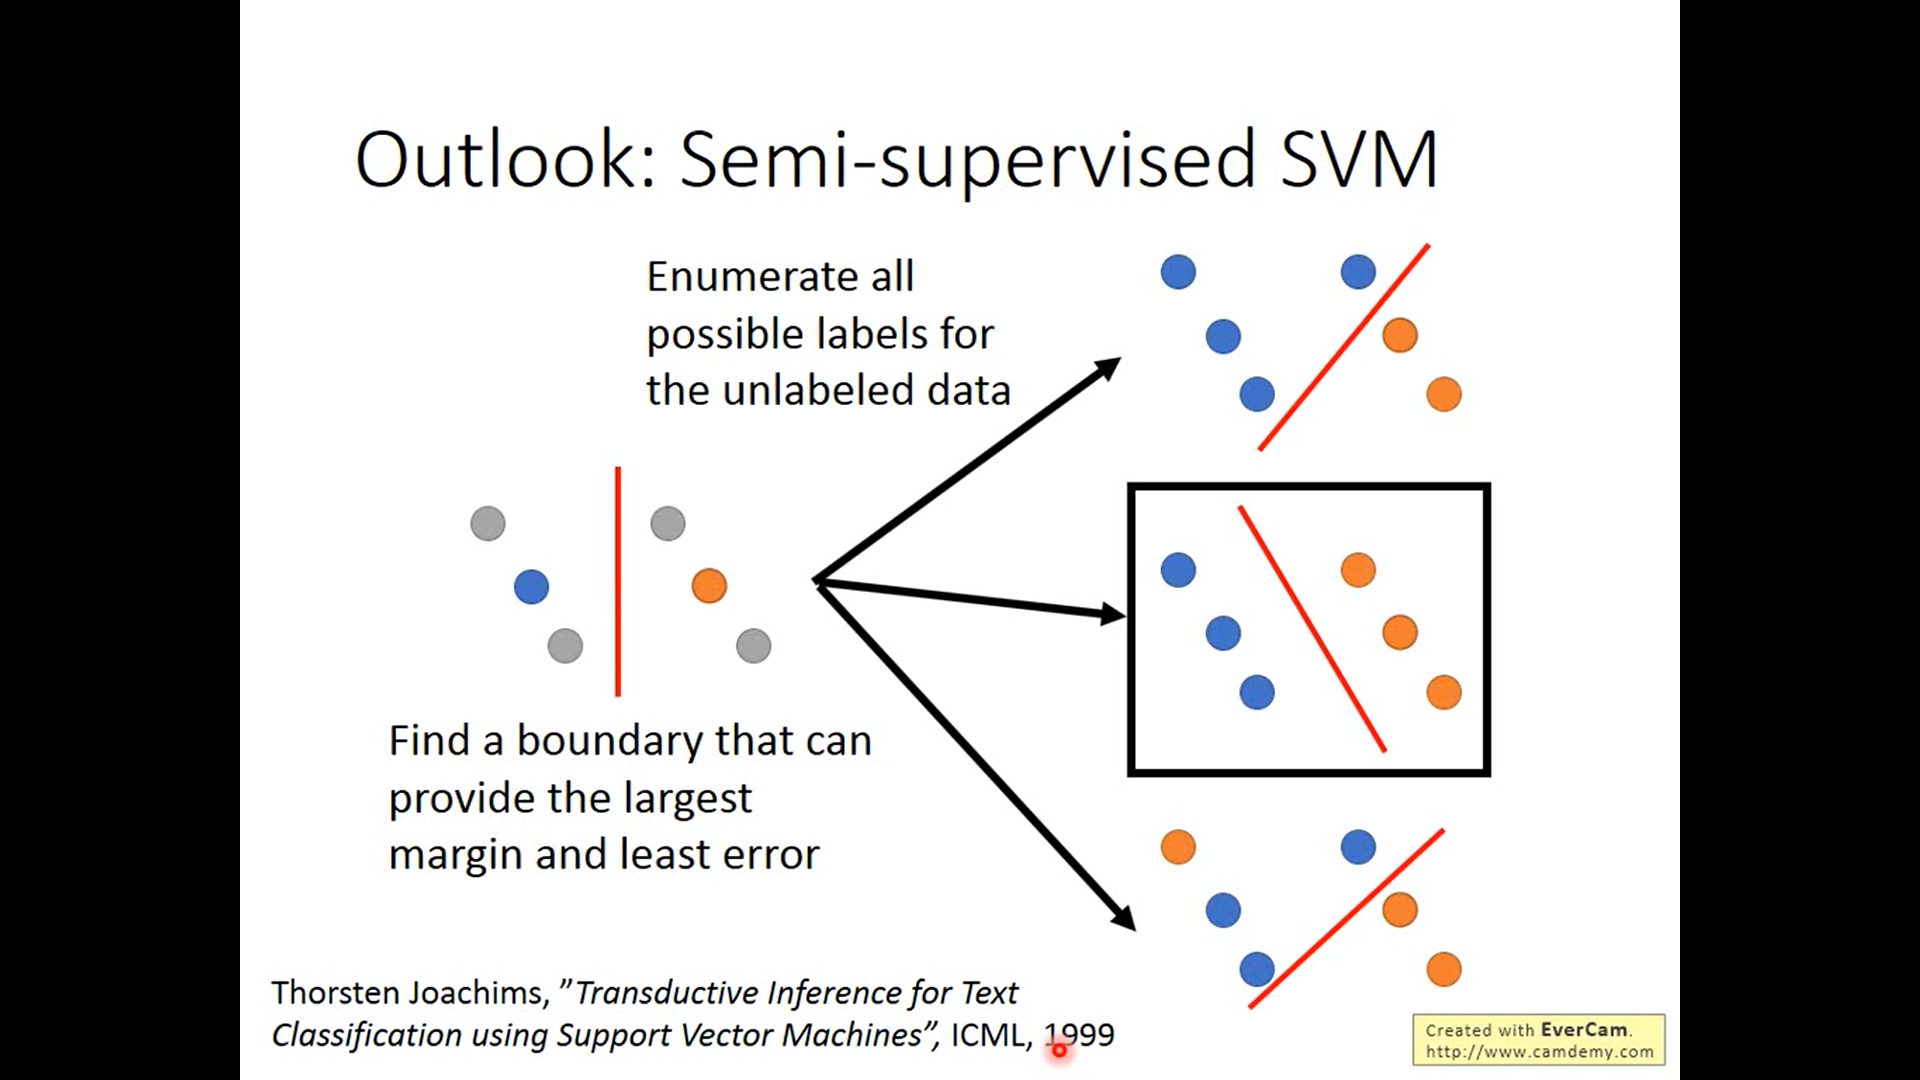 Outlook: Semi-supervised SVM
Enumerate all
possible labels for
the unlabeled data
Find a boundary that can
provide the largest
margin and least error
Thorsten Joachims, ”Transductive Inference for Text
Classification using Support Vector Machines”, ICML, 1999
Created with EverCam.
http://www.camdemy.com